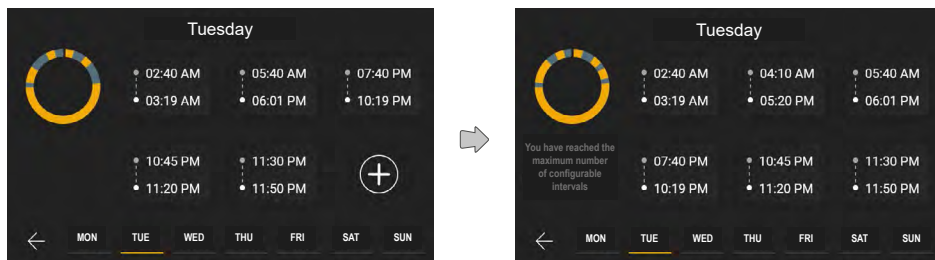 Tuesday
02:40 AM
03:19 AM
05:40 AM
06:01 PM
07:40 PM
10:19 PM
10:45 PM
11:20 PM
11:30 PM
11:50 PM
MON TUE WED THU FRI SAT SUN
Tuesday
02:40 AM
03:19 AM
04:10 AM
05:20 PM
05:40 AM
06:01 PM
You have reached the
maximum number
of configurable
intervals
07:40 PM
10:19 PM
10:45 PM
11:20 PM
11:30 PM
11:50 PM
MON TUE WED THU FRI SAT SUN